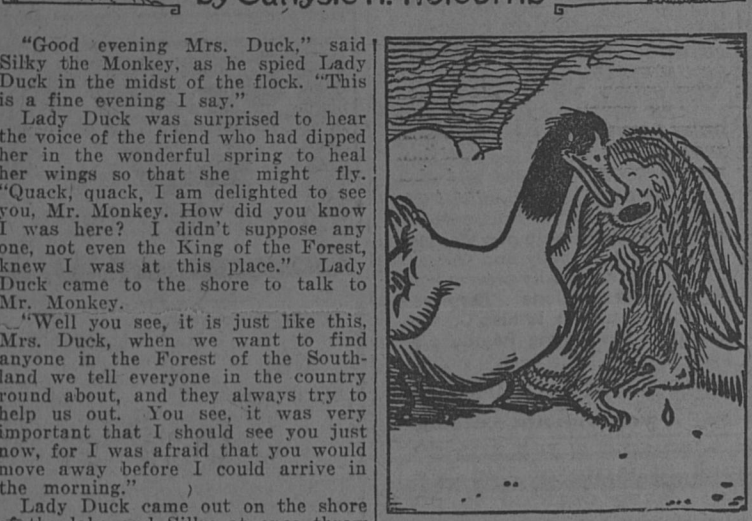 by Carlysle H. Holcomb
"Good evening Mrs. Duck," said
Silky the Monkey, as he spied Lady
Duck in the midst of the flock. "This
is a fine evening I say."
Lady Duck was surprised to hear
the voice of the friend who had dipped
her in the wonderful spring to heal
her wings so that she might fly.
"Quack, quack, I am delighted to see
you, Mr. Monkey. How did you know
I was here? I didn't suppose any
one, not even the King of the Forest,
knew I was at this place." Lady
Duck came to the shore to talk to
Mr. Monkey.
"Well you see, it is just like this,
Mrs. Duck, when we want to find
anyone in the Forest of the South-
land we tell everyone in the country
round about, and they always try to
help us out. You see, it was very
important that I should see you just
now, for I was afraid that you would
move away before I could arrive in
the morning."
Lady Duck came out on the shore